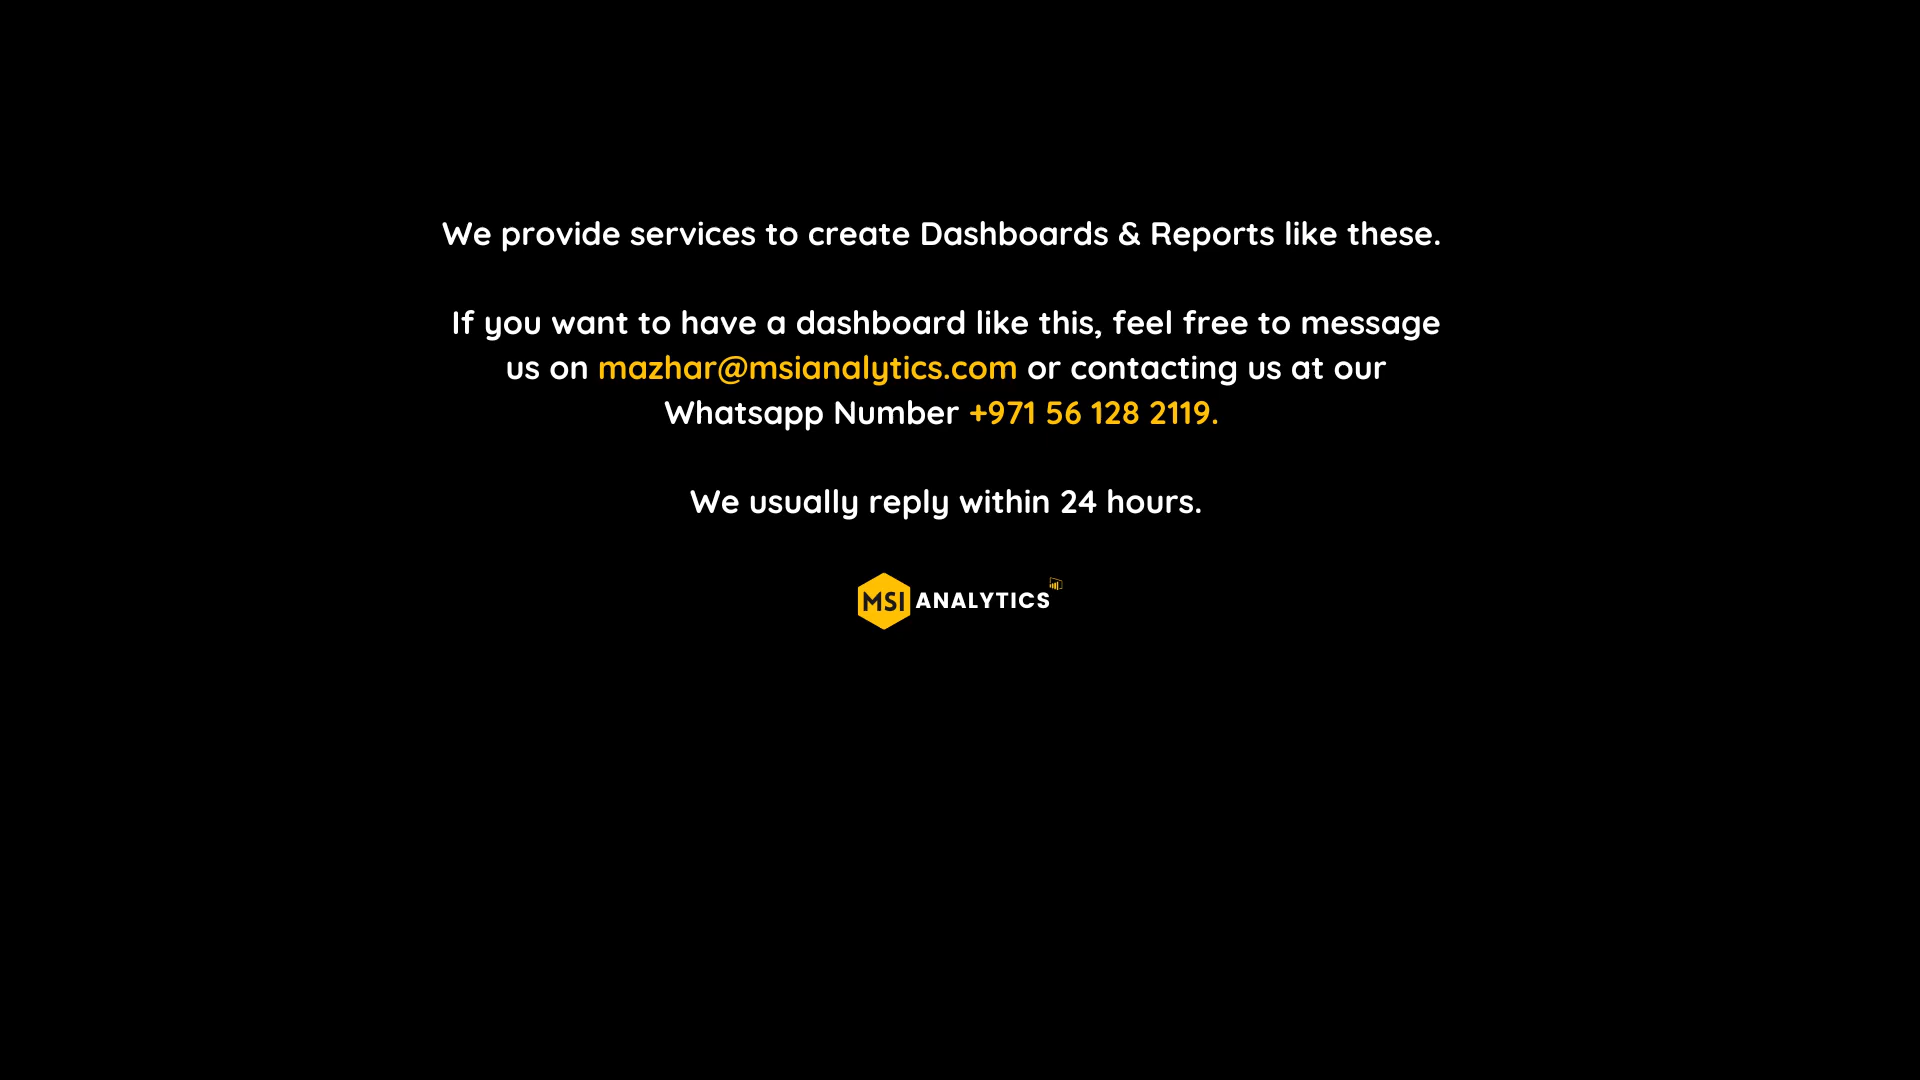 We provide services to create Dashboards & Reports like these.
If you want to have a dashboard like this, feel free to message
us on mazhar@msianalytics.com or contacting us at our
Whatsapp Number +971 56 128 2119.
We usually reply within 24 hours.
MSI ANALYTICS